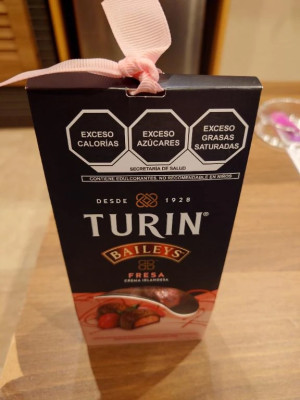 EXCESO CALORÍAS
EXCESO AZÚCARES
EXCESO GRASAS SATURADAS
SECRETARÍA DE SALUD
CONTIENE EDULCORANTES, NO RECOMENDABLE EN NIÑOS
DESDE 1928
TURIN®
BAILEYS
FRESA
CREMA IRLANDESA